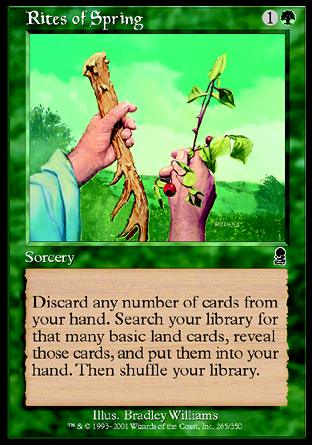 Rites of Spring 1
WILLIAMS
Sorcery
Discard any number of cards from
your hand. Search your library for
that many basic land cards, reveal
those cards, and put them into your
hand. Then shuffle your library.
Illus. Bradley Williams
™ & © 1993–2001 Wizards of the Coast, Inc. 265/350